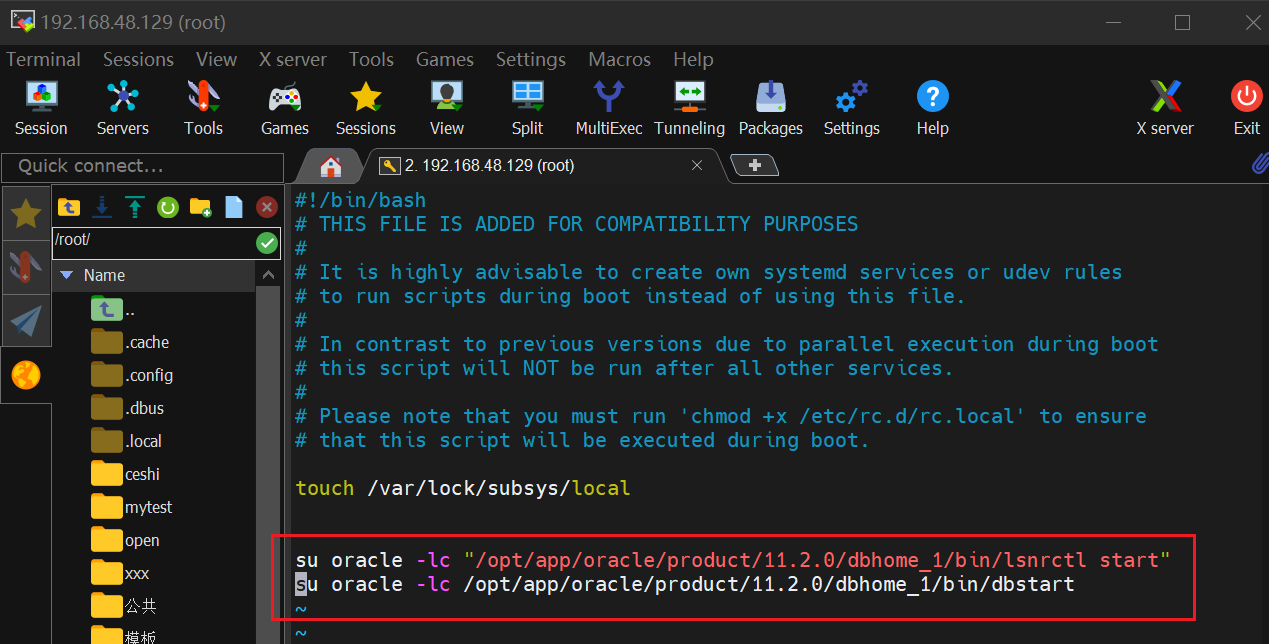 192.168.48.129 (root)
Terminal Sessions View X server Tools Games Settings Macros Help
Session Servers Tools Games Sessions View Split MultiExec Tunneling Packages Settings Help X server Exit
Quick connect...
2. 192.168.48.129 (root)
/root/
Name
..
.cache
.config
.dbus
.local
ceshi
mytest
open
xxx
公共
模板
#!/bin/bash
# THIS FILE IS ADDED FOR COMPATIBILITY PURPOSES
#
# It is highly advisable to create own systemd services or udev rules
# to run scripts during boot instead of using this file.
#
# In contrast to previous versions due to parallel execution during boot
# this script will NOT be run after all other services.
#
# Please note that you must run 'chmod +x /etc/rc.d/rc.local' to ensure
# that this script will be executed during boot.
touch /var/lock/subsys/local
su oracle -lc "/opt/app/oracle/product/11.2.0/dbhome_1/bin/lsnrctl start"
su oracle -lc /opt/app/oracle/product/11.2.0/dbhome_1/bin/dbstart
~
~